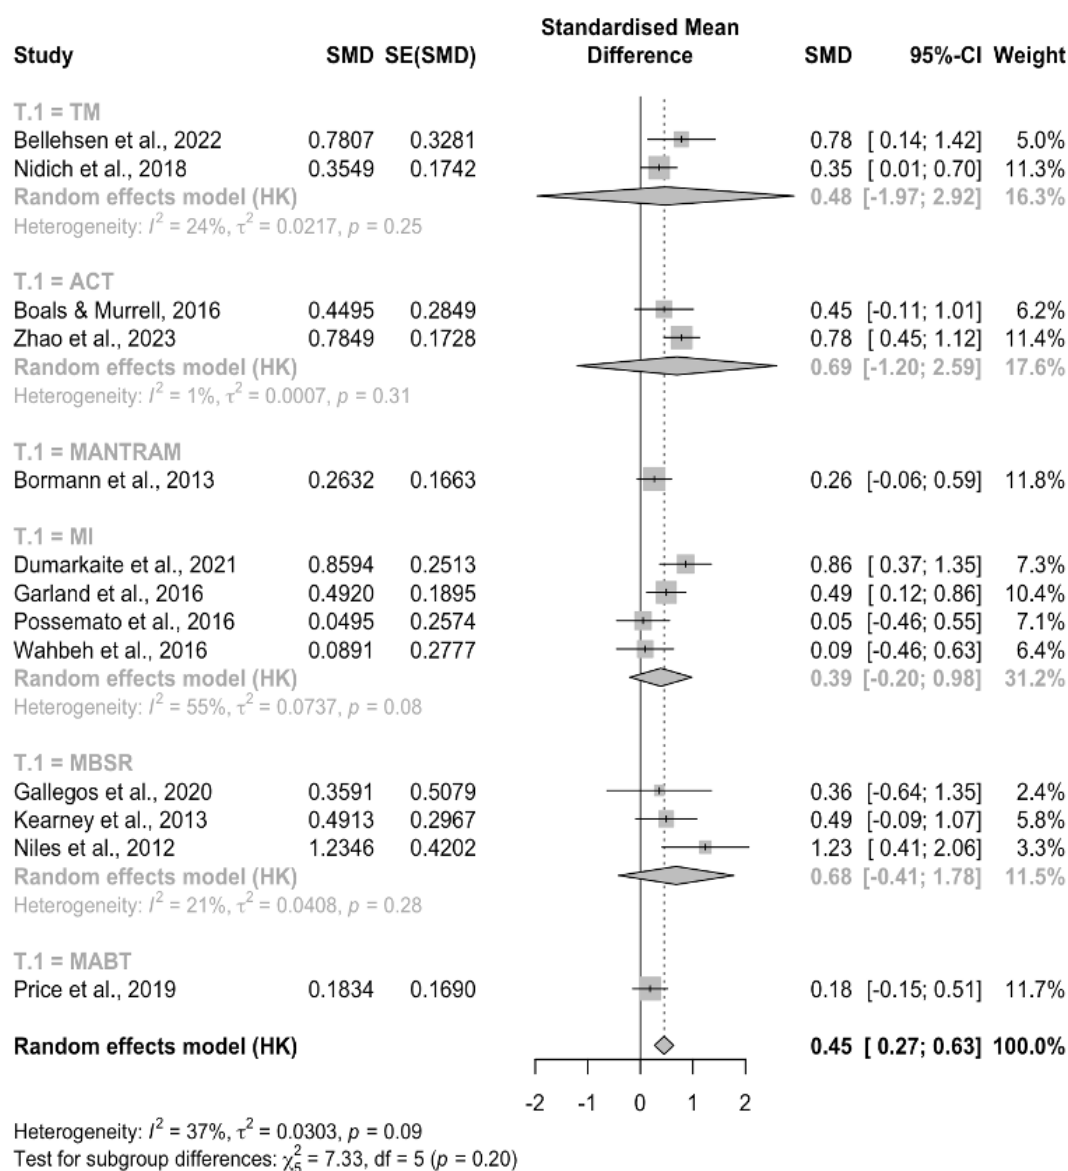 Standardised Mean
Study SMD SE(SMD) Difference SMD 95%-CI Weight
T.1 = TM
Bellehsen et al., 2022 0.7807 0.3281 0.78 [ 0.14; 1.42] 5.0%
Nidich et al., 2018 0.3549 0.1742 0.35 [ 0.01; 0.70] 11.3%
Random effects model (HK) 0.48 [-1.97; 2.92] 16.3%
Heterogeneity: I² = 24%, τ² = 0.0217, p = 0.25
T.1 = ACT
Boals & Murrell, 2016 0.4495 0.2849 0.45 [-0.11; 1.01] 6.2%
Zhao et al., 2023 0.7849 0.1728 0.78 [ 0.45; 1.12] 11.4%
Random effects model (HK) 0.69 [-1.20; 2.59] 17.6%
Heterogeneity: I² = 1%, τ² = 0.0007, p = 0.31
T.1 = MANTRAM
Bormann et al., 2013 0.2632 0.1663 0.26 [-0.06; 0.59] 11.8%
T.1 = MI
Dumarkaite et al., 2021 0.8594 0.2513 0.86 [ 0.37; 1.35] 7.3%
Garland et al., 2016 0.4920 0.1895 0.49 [ 0.12; 0.86] 10.4%
Possemato et al., 2016 0.0495 0.2574 0.05 [-0.46; 0.55] 7.1%
Wahbeh et al., 2016 0.0891 0.2777 0.09 [-0.46; 0.63] 6.4%
Random effects model (HK) 0.39 [-0.20; 0.98] 31.2%
Heterogeneity: I² = 55%, τ² = 0.0737, p = 0.08
T.1 = MBSR
Gallegos et al., 2020 0.3591 0.5079 0.36 [-0.64; 1.35] 2.4%
Kearney et al., 2013 0.4913 0.2967 0.49 [-0.09; 1.07] 5.8%
Niles et al., 2012 1.2346 0.4202 1.23 [ 0.41; 2.06] 3.3%
Random effects model (HK) 0.68 [-0.41; 1.78] 11.5%
Heterogeneity: I² = 21%, τ² = 0.0408, p = 0.28
T.1 = MABT
Price et al., 2019 0.1834 0.1690 0.18 [-0.15; 0.51] 11.7%
Random effects model (HK) 0.45 [ 0.27; 0.63] 100.0%
-2 -1 0 1 2
Heterogeneity: I² = 37%, τ² = 0.0303, p = 0.09
Test for subgroup differences: χ²₅ = 7.33, df = 5 (p = 0.20)